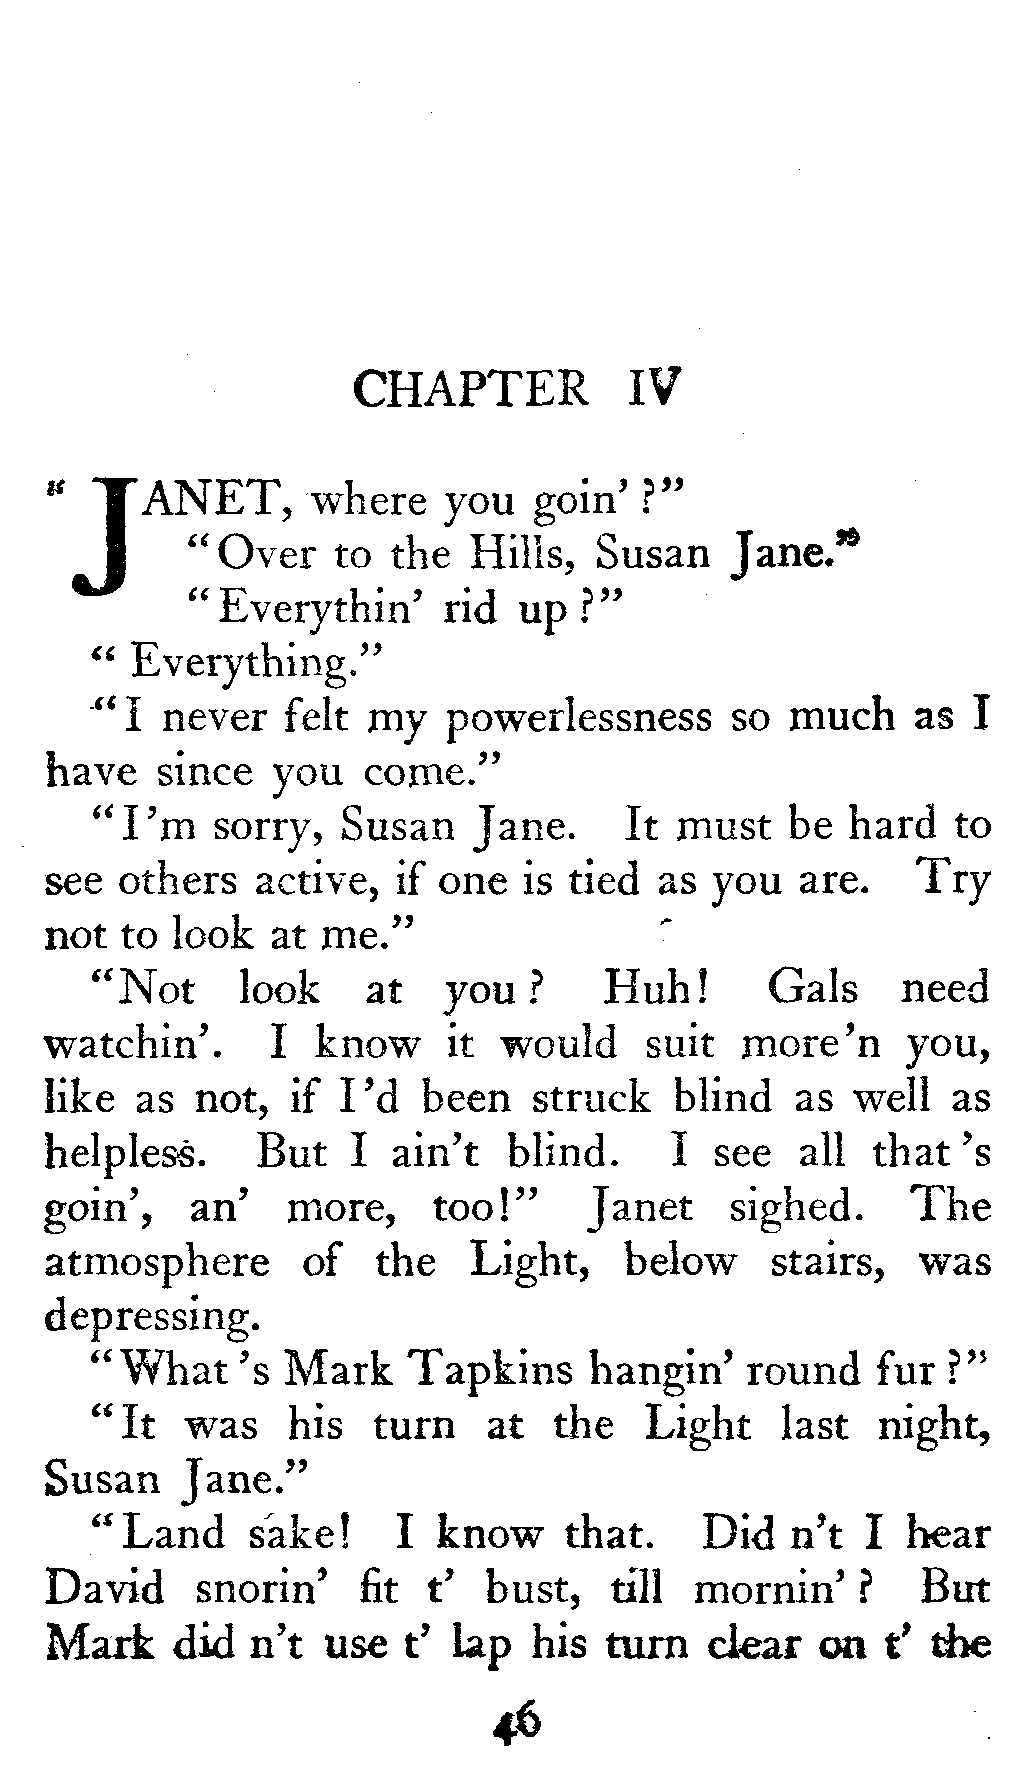 CHAPTER IV
"JANET, where you goin'?"
"Over to the Hills, Susan Jane."
"Everythin' rid up?"
"Everything."
"I never felt my powerlessness so much as I
have since you come."
"I'm sorry, Susan Jane. It must be hard to
see others active, if one is tied as you are. Try
not to look at me."
"Not look at you? Huh! Gals need
watchin'. I know it would suit more'n you,
like as not, if I'd been struck blind as well as
helpless. But I ain't blind. I see all that's
goin', an' more, too!" Janet sighed. The
atmosphere of the Light, below stairs, was
depressing.
"What's Mark Tapkins hangin' round fur?"
"It was his turn at the Light last night,
Susan Jane."
"Land sake! I know that. Did n't I hear
David snorin' fit t' bust, till mornin'? But
Mark did n't use t' lap his turn clear on t' the
46